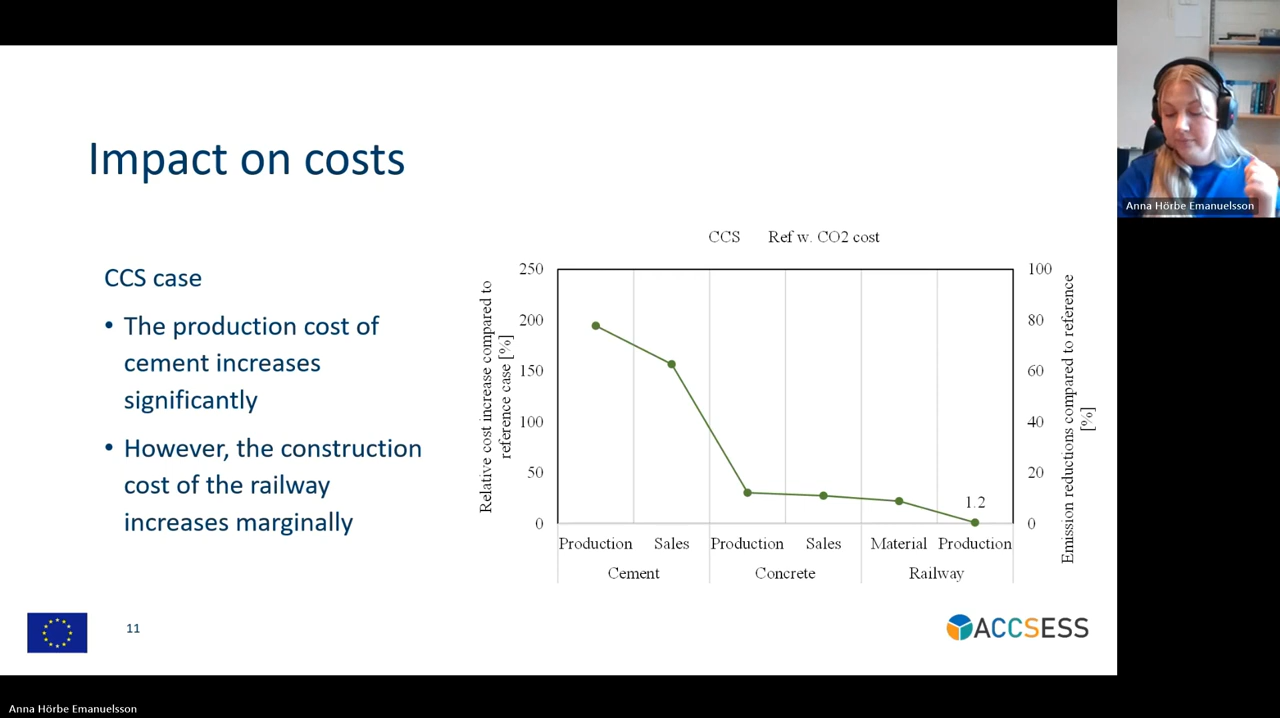 Impact on costs
CCS case
• The production cost of
cement increases
significantly
• However, the construction
cost of the railway
increases marginally
CCS Ref w. CO2 cost
Relative cost increase compared to
reference case [%]
250
200
150
100
50
0
100
80
60
40
20
0
Emission reductions compared to reference
[%]
1.2
Production Sales Production Sales Material Production
Cement Concrete Railway
11
ACCSESS
Anna Hörbe Emanuelsson
Anna Hörbe Emanuelsson